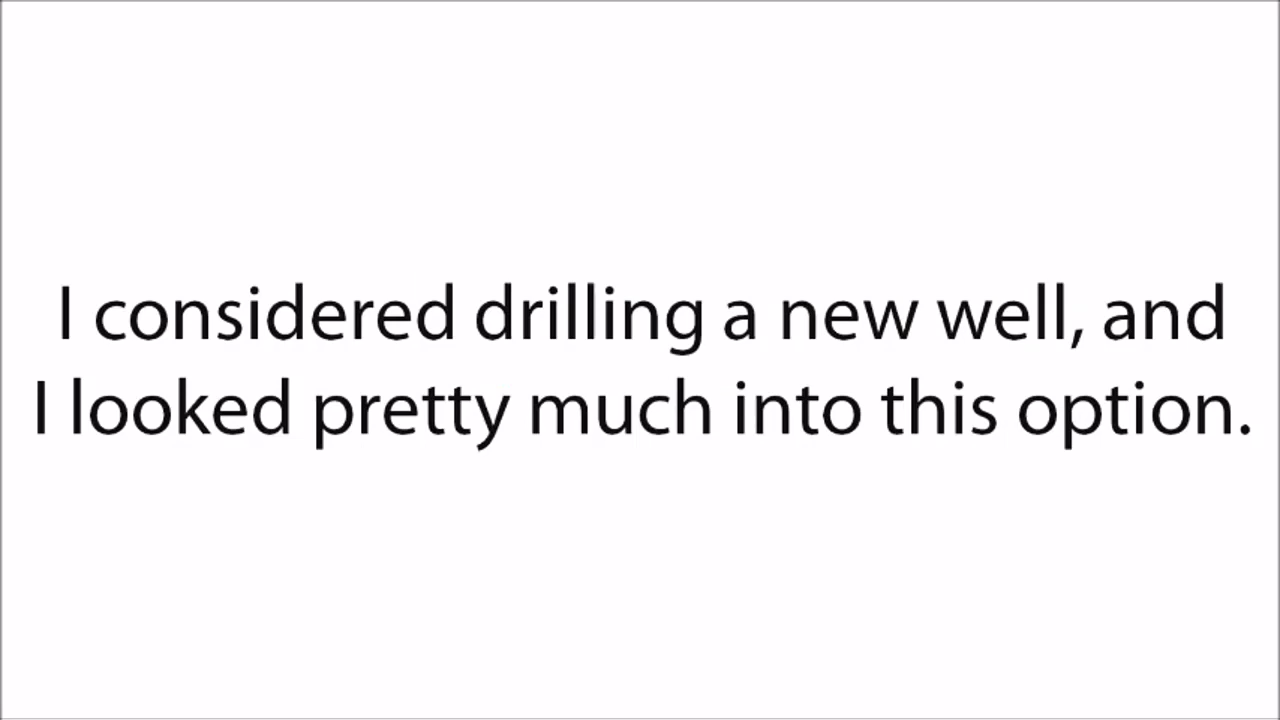 I considered drilling a new well, and
I looked pretty much into this option.